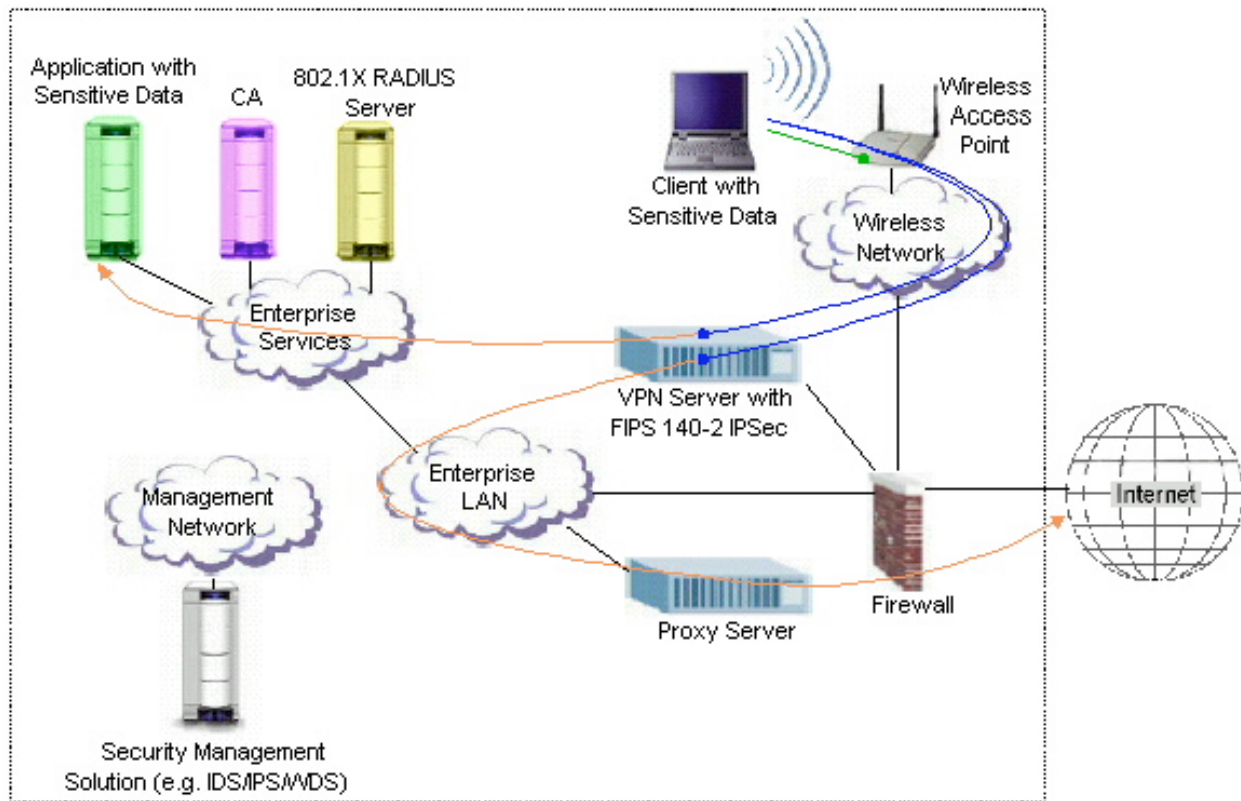 Application with
Sensitive Data
CA
802.1X RADIUS
Server
Client with
Sensitive Data
Wireless
Access
Point
Wireless
Network
Enterprise
Services
VPN Server with
FIPS 140-2 IPSec
Enterprise
LAN
Management
Network
Internet
Firewall
Proxy Server
Security Management
Solution (e.g. IDS/IPS/WDS)